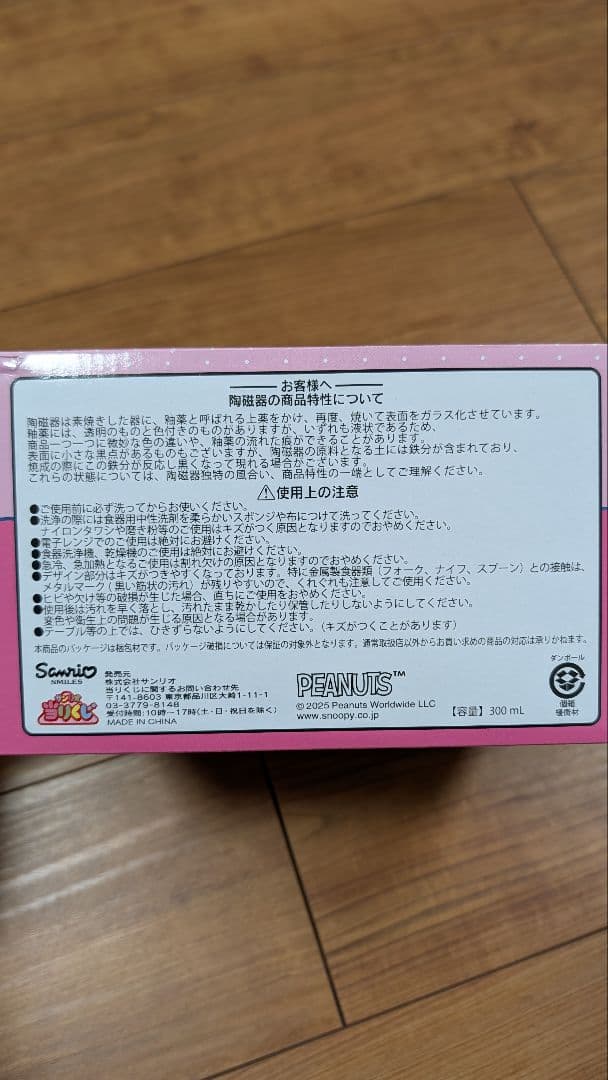 お客様へ
陶磁器の商品特性について
陶磁器は素焼きした器に、釉薬と呼ばれる上薬をかけ、再度、焼いて表面をガラス化させています。
釉薬には、透明のものと色付きのものがありますが、いずれも液状であるため、
商品一つ一つに微妙な色の違いや、釉薬の流れた痕ができることがあります。
表面に小さな黒点があるものもございますが、陶磁器の原料となる土には鉄分が含まれており、
焼成の際にこの鉄分が反応し黒くなって現れる場合がございます。
これらの状態については、陶磁器独特の風合い、商品特性の一端としてご理解ください。
⚠使用上の注意
●ご使用前に必ず洗ってからお使いください。
●洗浄の際には食器用中性洗剤を柔らかいスポンジや布につけて洗ってください。
ナイロンタワシや磨き粉等のご使用はキズがつく原因となりますのでおやめください。
●電子レンジでのご使用は絶対にお避けください。
●食器洗浄機、乾燥機のご使用は絶対にお避けください。
●急冷、急加熱となるご使用は割れ欠けの原因となりますのでおやめください。
●デザイン部分はキズがつきやすくなっております。特に金属製食器類（フォーク、ナイフ、スプーン）との接触は、
メタルマーク（黒い筋状の汚れ）が残りやすいので、くれぐれも注意してご使用ください。
●ヒビや欠け等の破損が生じた場合、直ちにご使用をおやめください。
●使用後は汚れを早く落とし、汚れたまま乾かしたり保管したりしないようにしてください。
変色や衛生上の問題が生じる原因となる場合があります。
●テーブル等の上では、ひきずらないようにしてください。（キズがつくことがあります）
本商品のパッケージは梱包材です。パッケージ破損については保証の対象外となります。通常取扱店以外からお買い求めの商品の対応は承りかねます。
Sanrio
SMILES
当りくじ
発売元
株式会社サンリオ
当りくじに関するお問い合わせ先
〒141-8603 東京都品川区大崎1-11-1
03-3779-8148
受付時間:10時～17時(土・日・祝日を除く)
MADE IN CHINA
PEANUTS™
© 2025 Peanuts Worldwide LLC
www.snoopy.co.jp
【容量】300 mL
ダンボール
個箱
緩衝材